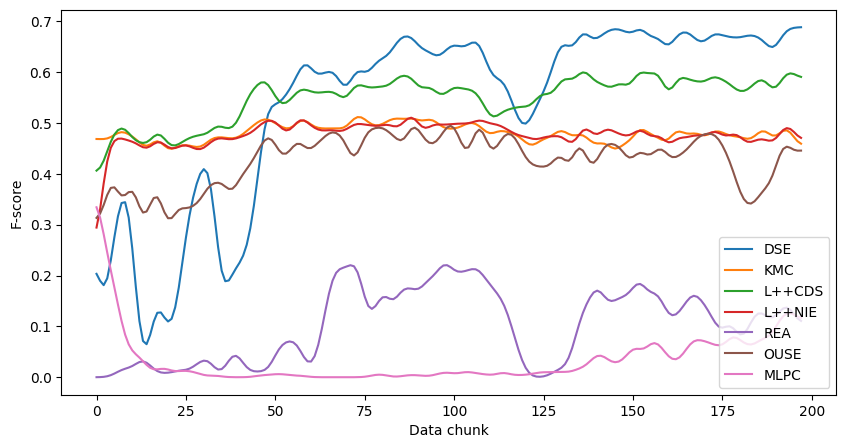 0.7
0.6
0.5
0.4
0.3
0.2
0.1
0.0
F-score
0 25 50 75 100 125 150 175 200
Data chunk
DSE
KMC
L++CDS
L++NIE
REA
OUSE
MLPC